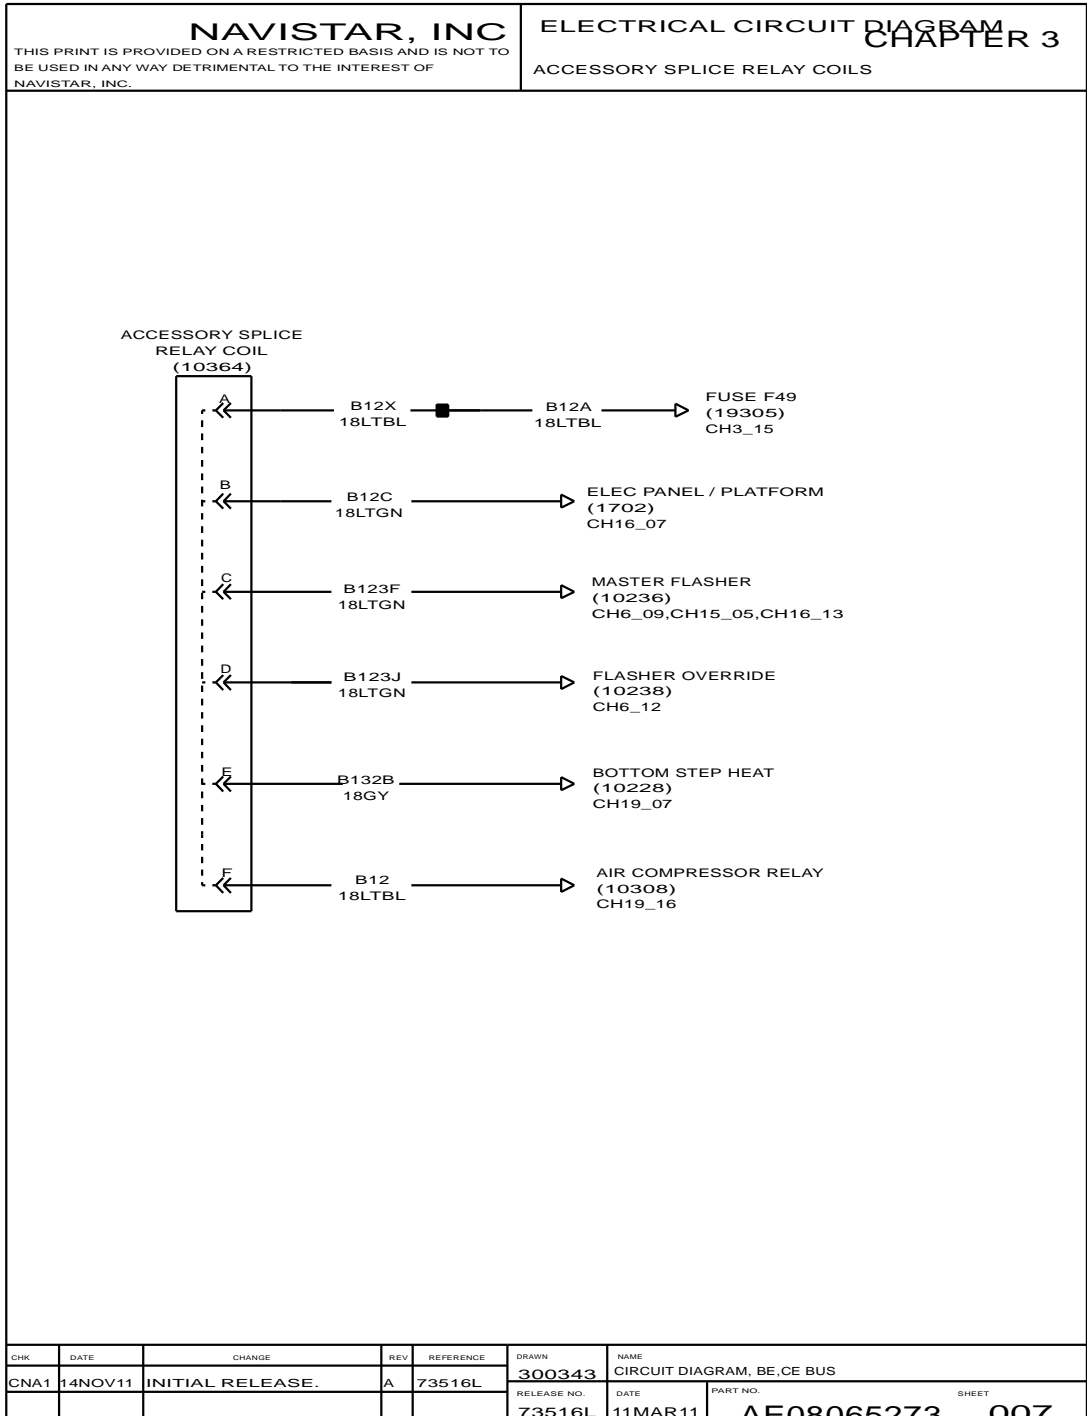 NAVISTAR, INC
THIS PRINT IS PROVIDED ON A RESTRICTED BASIS AND IS NOT TO
BE USED IN ANY WAY DETRIMENTAL TO THE INTEREST OF
NAVISTAR, INC.
ELECTRICAL CIRCUIT DIAGRAM
CHAPTER 3
ACCESSORY SPLICE RELAY COILS
ACCESSORY SPLICE
RELAY COIL
(10364)
A
B12X
18LTBL
B12A
18LTBL
FUSE F49
(19305)
CH3_15
B
B12C
18LTGN
ELEC PANEL / PLATFORM
(1702)
CH16_07
C
B123F
18LTGN
MASTER FLASHER
(10236)
CH6_09,CH15_05,CH16_13
D
B123J
18LTGN
FLASHER OVERRIDE
(10238)
CH6_12
E
B132B
18GY
BOTTOM STEP HEAT
(10228)
CH19_07
F
B12
18LTBL
AIR COMPRESSOR RELAY
(10308)
CH19_16
CHK DATE CHANGE REV REFERENCE
CNA1 14NOV11 INITIAL RELEASE. A 73516L
DRAWN
300343
NAME
CIRCUIT DIAGRAM, BE,CE BUS
RELEASE NO. DATE PART NO. SHEET
73516L 11MAR11 AE08065273 007